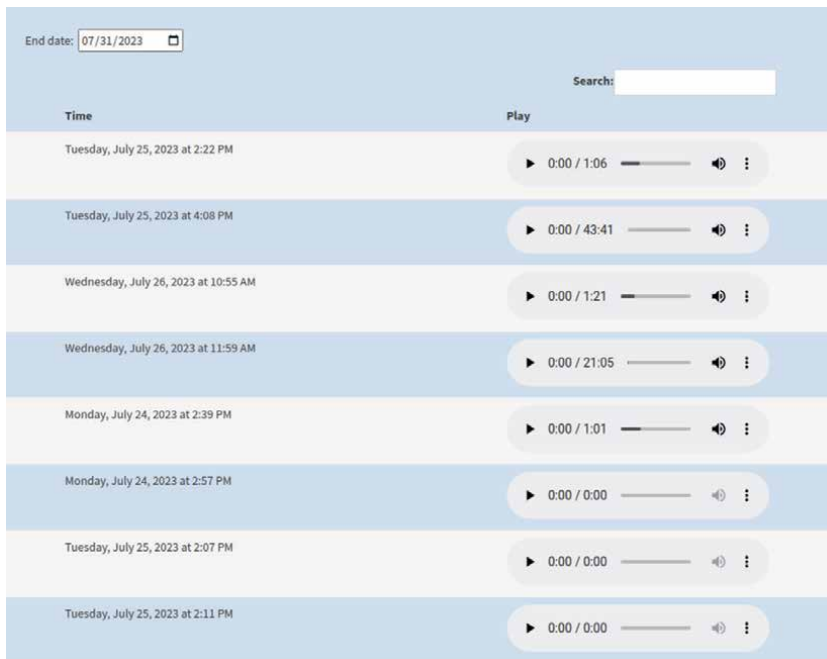 End date: 07/31/2023
Search:
Time Play
Tuesday, July 25, 2023 at 2:22 PM 0:00 / 1:06
Tuesday, July 25, 2023 at 4:08 PM 0:00 / 43:41
Wednesday, July 26, 2023 at 10:55 AM 0:00 / 1:21
Wednesday, July 26, 2023 at 11:59 AM 0:00 / 21:05
Monday, July 24, 2023 at 2:39 PM 0:00 / 1:01
Monday, July 24, 2023 at 2:57 PM 0:00 / 0:00
Tuesday, July 25, 2023 at 2:07 PM 0:00 / 0:00
Tuesday, July 25, 2023 at 2:11 PM 0:00 / 0:00